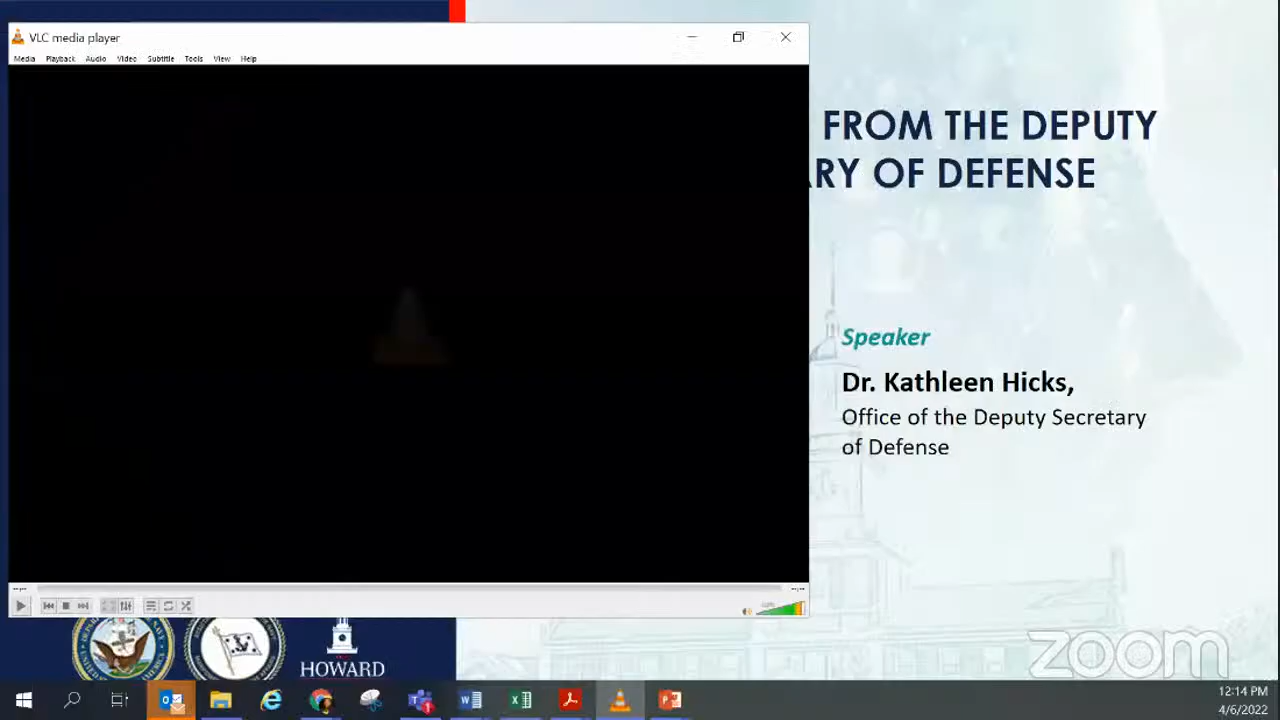 VLC media player
Media Playback Audio Video Subtitle Tools View Help
FROM THE DEPUTY
RY OF DEFENSE
Speaker
Dr. Kathleen Hicks,
Office of the Deputy Secretary
of Defense
HOWARD
zoom
12:14 PM
4/6/2022